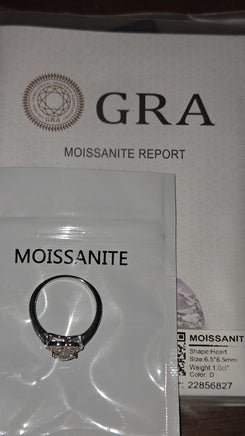 GRA
GRA
MOISSANITE REPORT
MOISSANITE
MOISSANIT
Shape:Heart
Size:6.5*6.5mm
Weight:1.0ct
Color: D
: 22856827